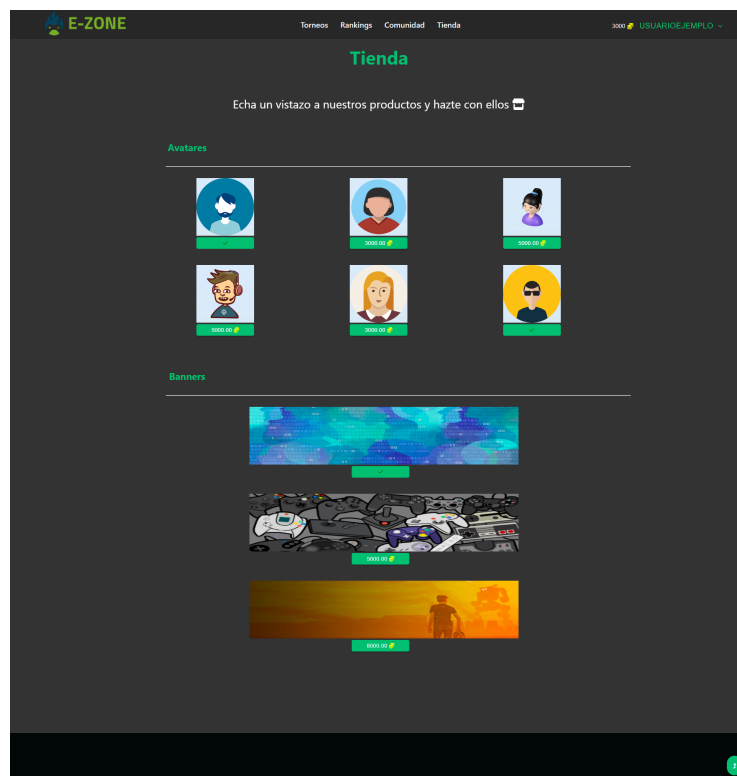 E-ZONE
Torneos Rankings Comunidad Tienda
3000 USUARIOEJEMPLO
Tienda
Echa un vistazo a nuestros productos y hazte con ellos
Avatares
3000.00 5000.00
5000.00 3000.00
Banners
5000.00
8000.00